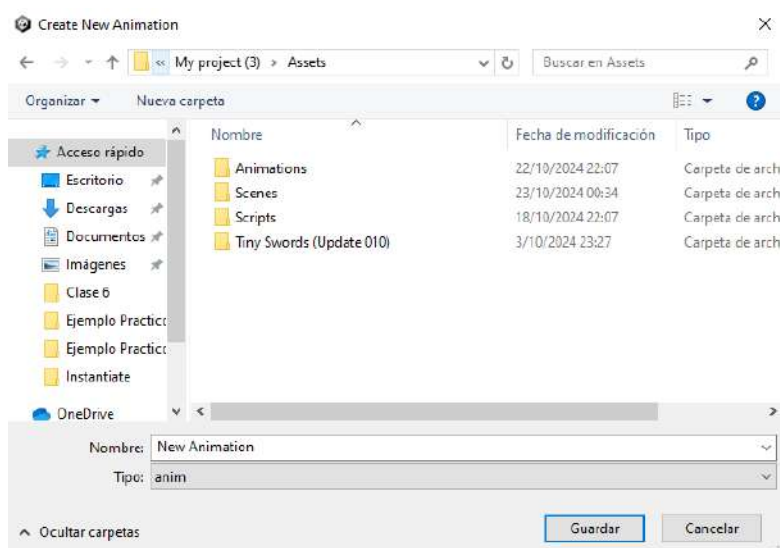 Create New Animation
« My project (3) > Assets
Buscar en Assets
Organizar
Nueva carpeta
Nombre
Fecha de modificación
Tipo
Acceso rápido
Escritorio
Descargas
Documentos
Imágenes
Clase 6
Ejemplo Practico
Ejemplo Practico
Instantiate
OneDrive
Animations
22/10/2024 22:07
Carpeta de arch
Scenes
23/10/2024 00:34
Carpeta de arch
Scripts
18/10/2024 22:07
Carpeta de arch
Tiny Swords (Update 010)
3/10/2024 23:27
Carpeta de arch
Nombre: New Animation
Tipo: anim
Ocultar carpetas
Guardar
Cancelar